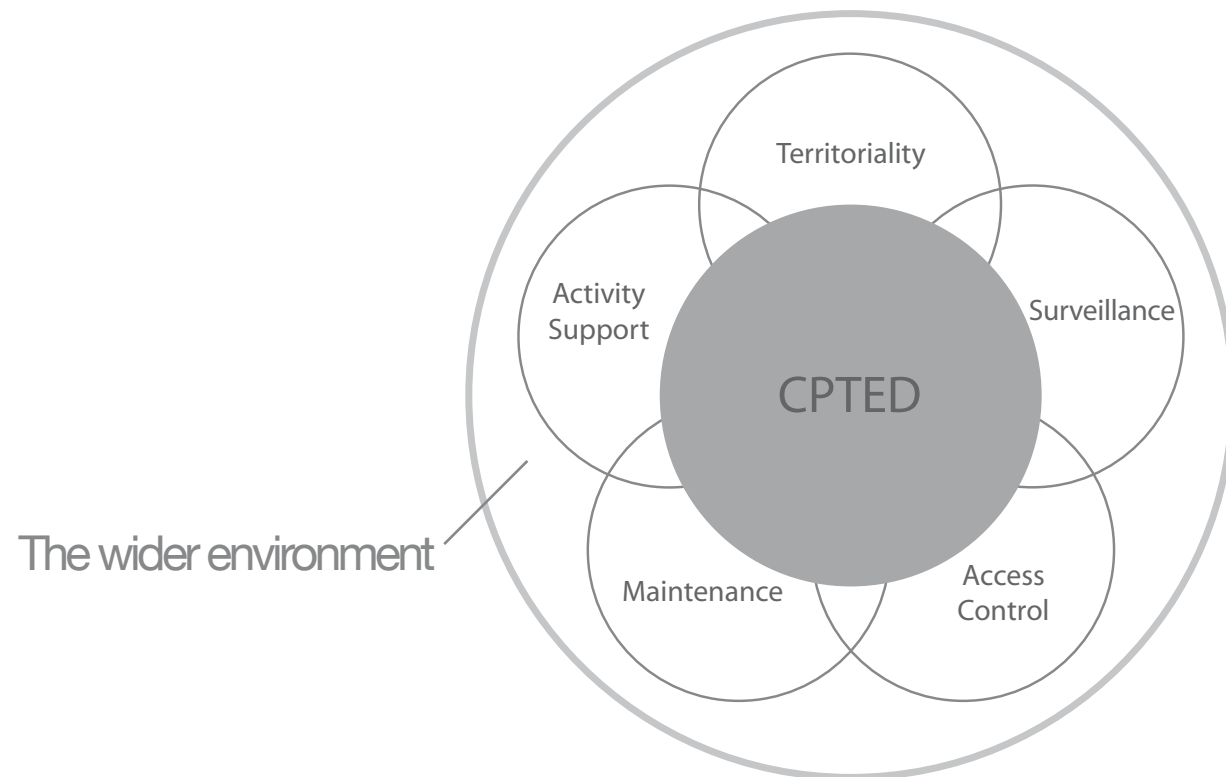 Territoriality
Activity
Support
Surveillance
CPTED
The wider environment
Maintenance
Access
Control